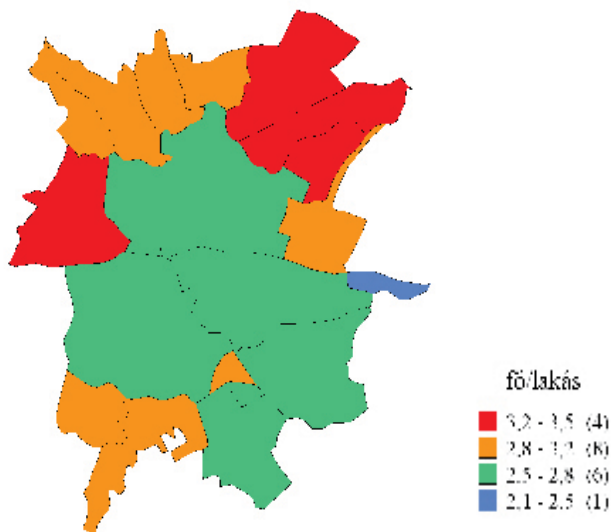 fő/lakás
3,2 - 3,5 (4)
2,8 - 3,2 (8)
2,5 - 2,8 (6)
2,1 - 2,5 (1)